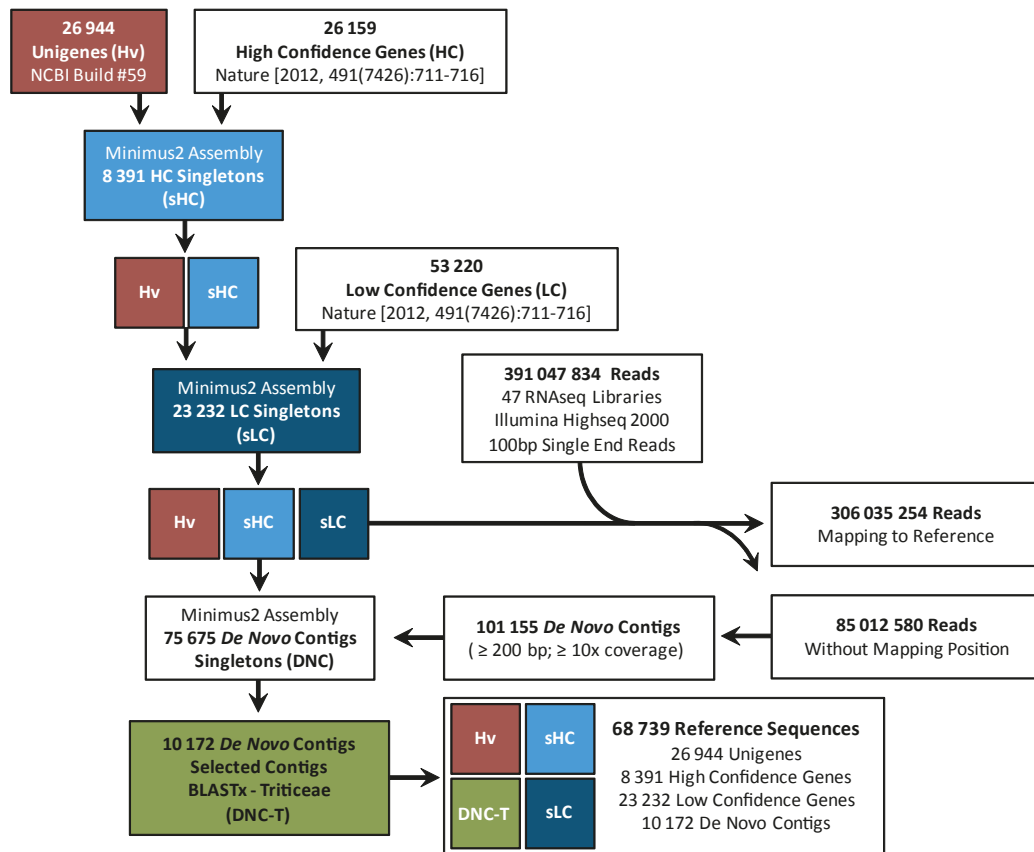 26 944
Unigenes (Hv)
NCBI Build #59
26 159
High Confidence Genes (HC)
Nature [2012, 491(7426):711-716]
Minimus2 Assembly
8 391 HC Singletons
(sHC)
Hv
sHC
53 220
Low Confidence Genes (LC)
Nature [2012, 491(7426):711-716]
Minimus2 Assembly
23 232 LC Singletons
(sLC)
391 047 834 Reads
47 RNAseq Libraries
Illumina Highseq 2000
100bp Single End Reads
Hv
sHC
sLC
306 035 254 Reads
Mapping to Reference
Minimus2 Assembly
75 675 De Novo Contigs
Singletons (DNC)
101 155 De Novo Contigs
( ≥ 200 bp; ≥ 10x coverage)
85 012 580 Reads
Without Mapping Position
10 172 De Novo Contigs
Selected Contigs
BLASTx - Triticeae
(DNC-T)
Hv
sHC
DNC-T
sLC
68 739 Reference Sequences
26 944 Unigenes
8 391 High Confidence Genes
23 232 Low Confidence Genes
10 172 De Novo Contigs